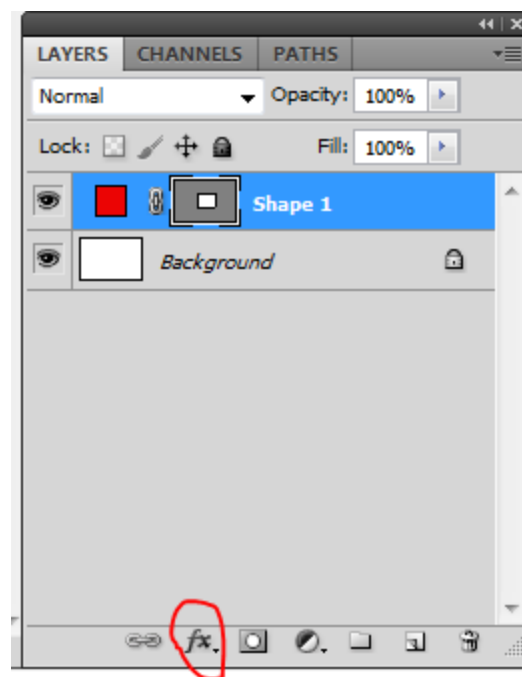 LAYERS CHANNELS PATHS
Normal Opacity: 100%
Lock: Fill: 100%
Shape 1
Background
fx.